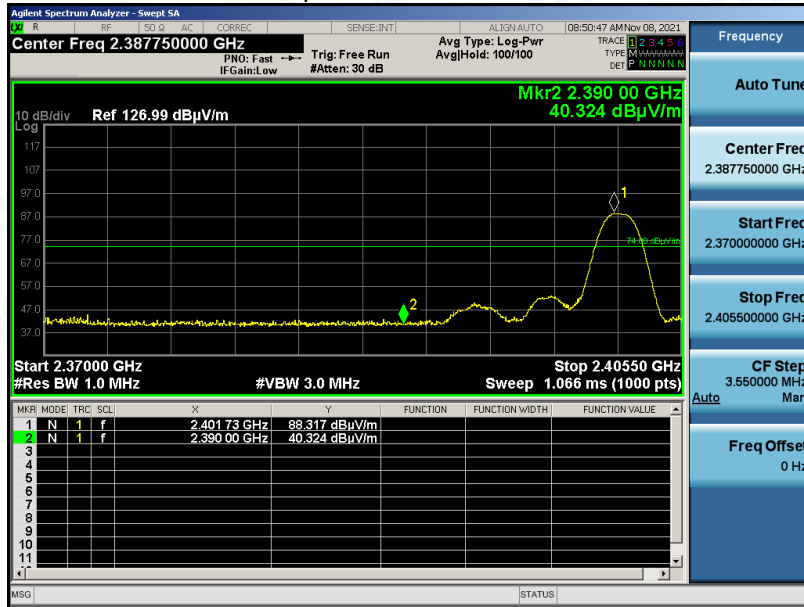 Agilent Spectrum Analyzer - Swept SA
LXI R RF 50 Ω AC CORREC SENSE:INT ALIGN AUTO 08:50:47 AM Nov 08, 2021
Center Freq 2.387750000 GHz
PNO: Fast
IFGain:Low
Trig: Free Run
#Atten: 30 dB
Avg Type: Log-Pwr
Avg|Hold: 100/100
TRACE 1 2 3 4 5 6
TYPE M
DET P N N N N N
Mkr2 2.390 00 GHz
40.324 dBµV/m
10 dB/div Ref 126.99 dBµV/m
Log
117
107
97.0
87.0
77.0
67.0
57.0
47.0
37.0
1
74.00 dBµV/m
2
Start 2.37000 GHz Stop 2.40550 GHz
#Res BW 1.0 MHz #VBW 3.0 MHz Sweep 1.066 ms (1000 pts)
MKR MODE TRC SCL X Y FUNCTION FUNCTION WIDTH FUNCTION VALUE
1 N 1 f 2.401 73 GHz 88.317 dBµV/m
2 N 1 f 2.390 00 GHz 40.324 dBµV/m
3
4
5
6
7
8
9
10
11
MSG STATUS
Frequency
Auto Tune
Center Freq
2.387750000 GHz
Start Freq
2.370000000 GHz
Stop Freq
2.405500000 GHz
CF Step
3.550000 MHz
Auto Man
Freq Offset
0 Hz